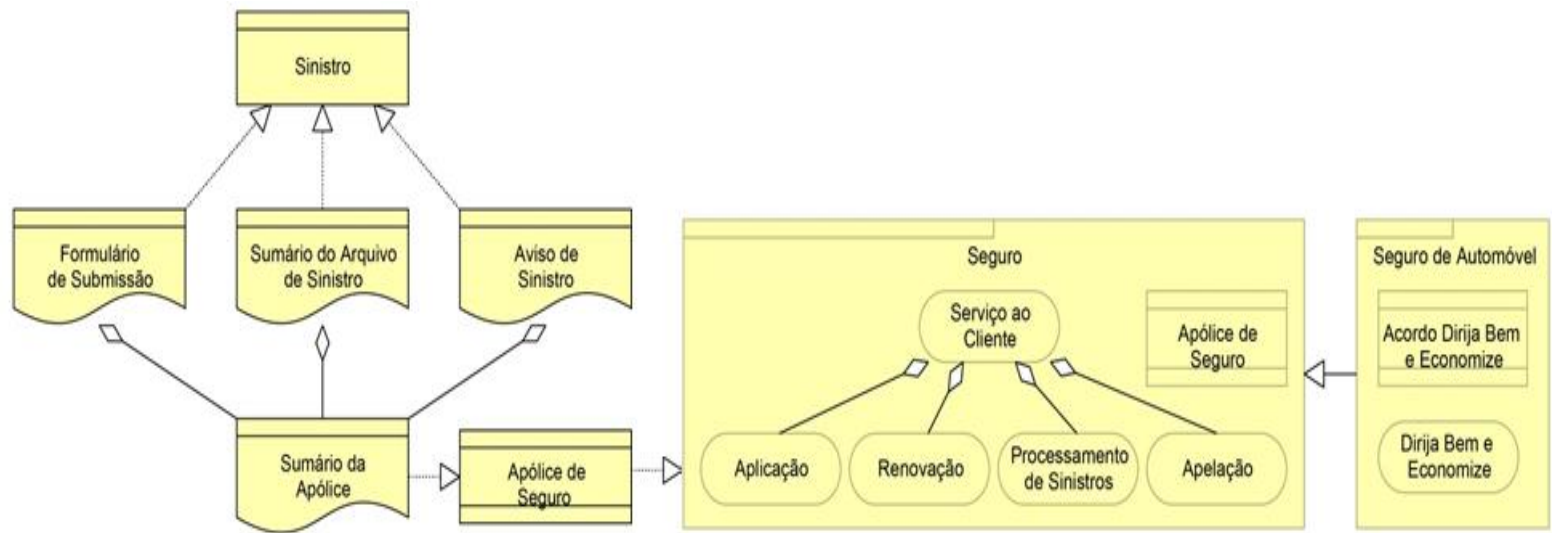 Sinistro
Formulário
de Submissão
Sumário do Arquivo
de Sinistro
Aviso de
Sinistro
Sumário da
Apólice
Apólice de
Seguro
Seguro
Serviço ao
Cliente
Apólice de
Seguro
Aplicação
Renovação
Processamento
de Sinistros
Apelação
Seguro de Automóvel
Acordo Dirija Bem
e Economize
Dirija Bem e
Economize